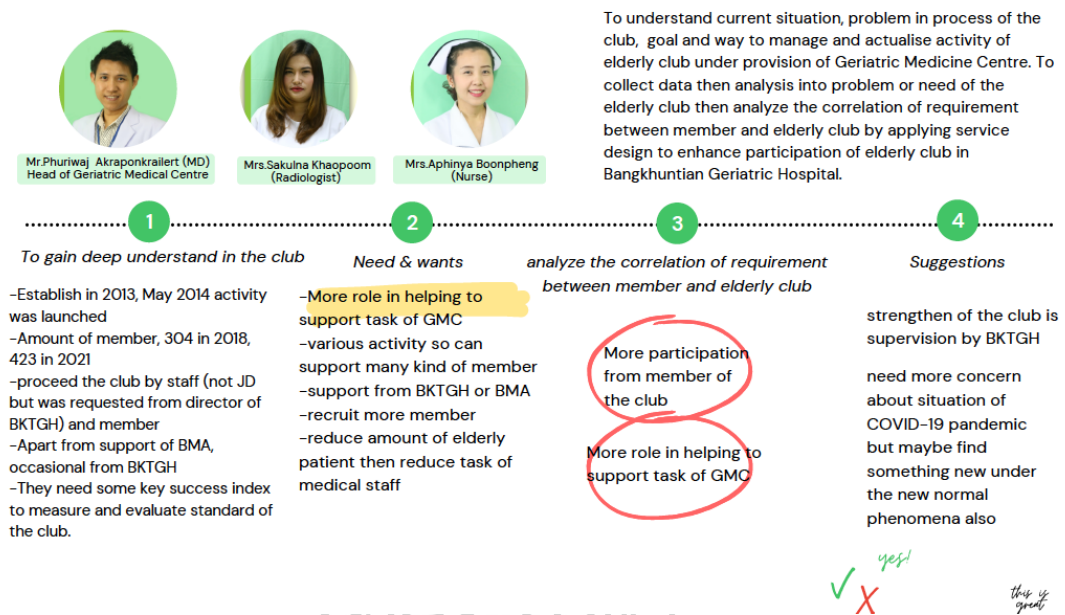 To understand current situation, problem in process of the
club, goal and way to manage and actualise activity of
elderly club under provision of Geriatric Medicine Centre. To
collect data then analysis into problem or need of the
elderly club then analyze the correlation of requirement
between member and elderly club by applying service
design to enhance participation of elderly club in
Bangkhuntian Geriatric Hospital.
Mr.Phuriwaj Akraponkrailert (MD)
Head of Geriatric Medical Centre
Mrs.Sakulna Khaopoom
(Radiologist)
Mrs.Aphinya Boonpheng
(Nurse)
1
To gain deep understand in the club
-Establish in 2013, May 2014 activity
was launched
-Amount of member, 304 in 2018,
423 in 2021
-proceed the club by staff (not JD
but was requested from director of
BKTGH) and member
-Apart from support of BMA,
occasional from BKTGH
-They need some key success index
to measure and evaluate standard of
the club.
2
Need & wants
-More role in helping to
support task of GMC
-various activity so can
support many kind of member
-support from BKTGH or BMA
-recruit more member
-reduce amount of elderly
patient then reduce task of
medical staff
3
analyze the correlation of requirement
between member and elderly club
More participation
from member of
the club
More role in helping to
support task of GMC
4
Suggestions
strengthen of the club is
supervision by BKTGH
need more concern
about situation of
COVID-19 pandemic
but maybe find
something new under
the new normal
phenomena also
yes!
this is
great